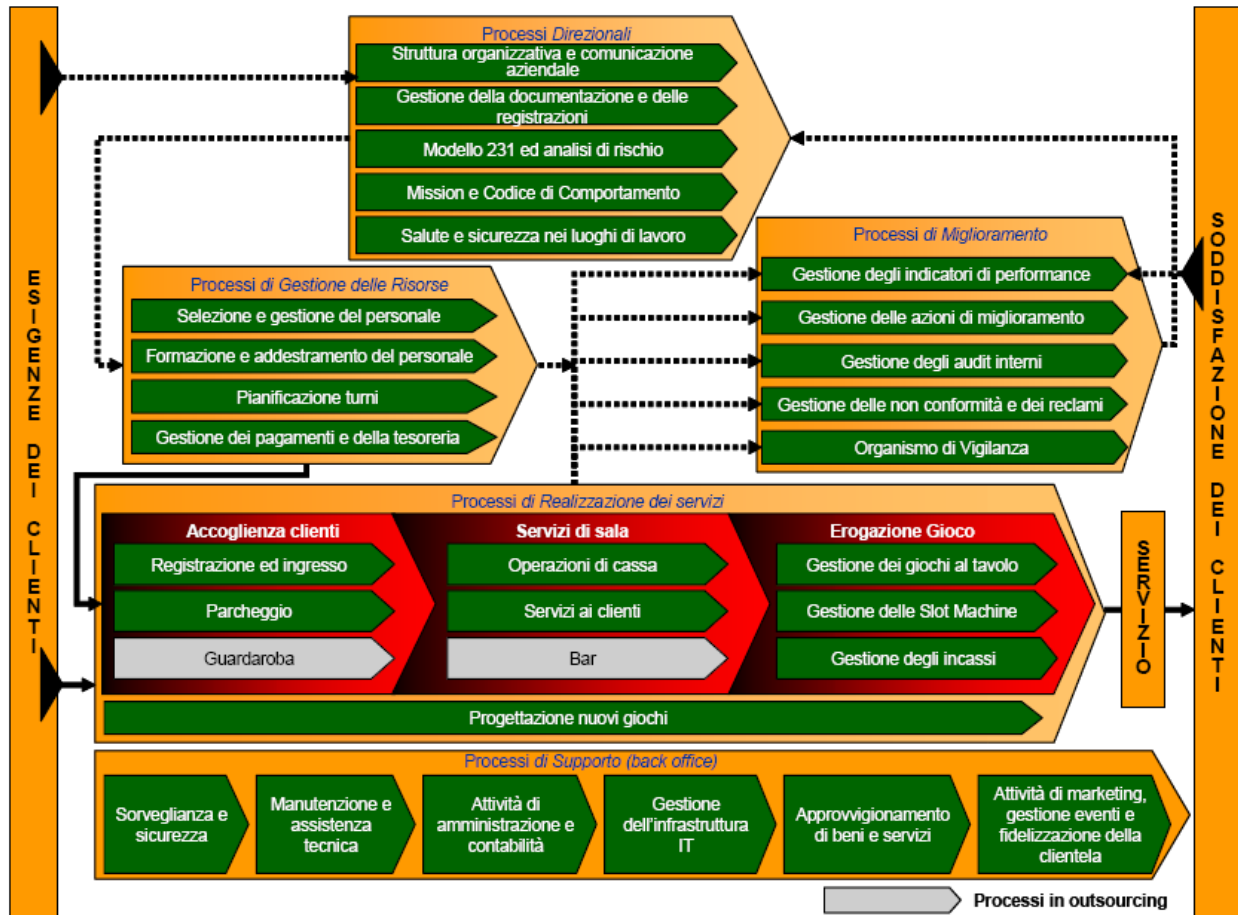 Processi Direzionali
Struttura organizzativa e comunicazione
aziendale
Gestione della documentazione e delle
registrazioni
Modello 231 ed analisi di rischio
Mission e Codice di Comportamento
Salute e sicurezza nei luoghi di lavoro
Processi di Miglioramento
Gestione degli indicatori di performance
Gestione delle azioni di miglioramento
Gestione degli audit interni
Gestione delle non conformità e dei reclami
Organismo di Vigilanza
Processi di Gestione delle Risorse
Selezione e gestione del personale
Formazione e addestramento del personale
Pianificazione turni
Gestione dei pagamenti e della tesoreria
ESIGENZE DEI CLIENTI
Processi di Realizzazione dei servizi
Accoglienza clienti
Registrazione ed ingresso
Parcheggio
Guardaroba
Servizi di sala
Operazioni di cassa
Servizi ai clienti
Bar
Erogazione Gioco
Gestione dei giochi al tavolo
Gestione delle Slot Machine
Gestione degli incassi
Progettazione nuovi giochi
SERVIZIO
SODDISFAZIONE DEI CLIENTI
Processi di Supporto (back office)
Sorveglianza e
sicurezza
Manutenzione e
assistenza
tecnica
Attività di
amministrazione e
contabilità
Gestione
dell'infrastruttura
IT
Approvvigionamento
di beni e servizi
Attività di marketing,
gestione eventi e
fidelizzazione della
clientela
Processi in outsourcing